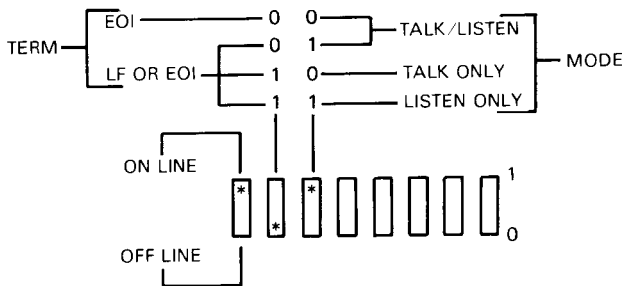 EOI 0 0
0 1 TALK/LISTEN
TERM MODE
LF OR EOI 1 0 TALK ONLY
1 1 LISTEN ONLY
ON LINE
1
* * *
0
OFF LINE